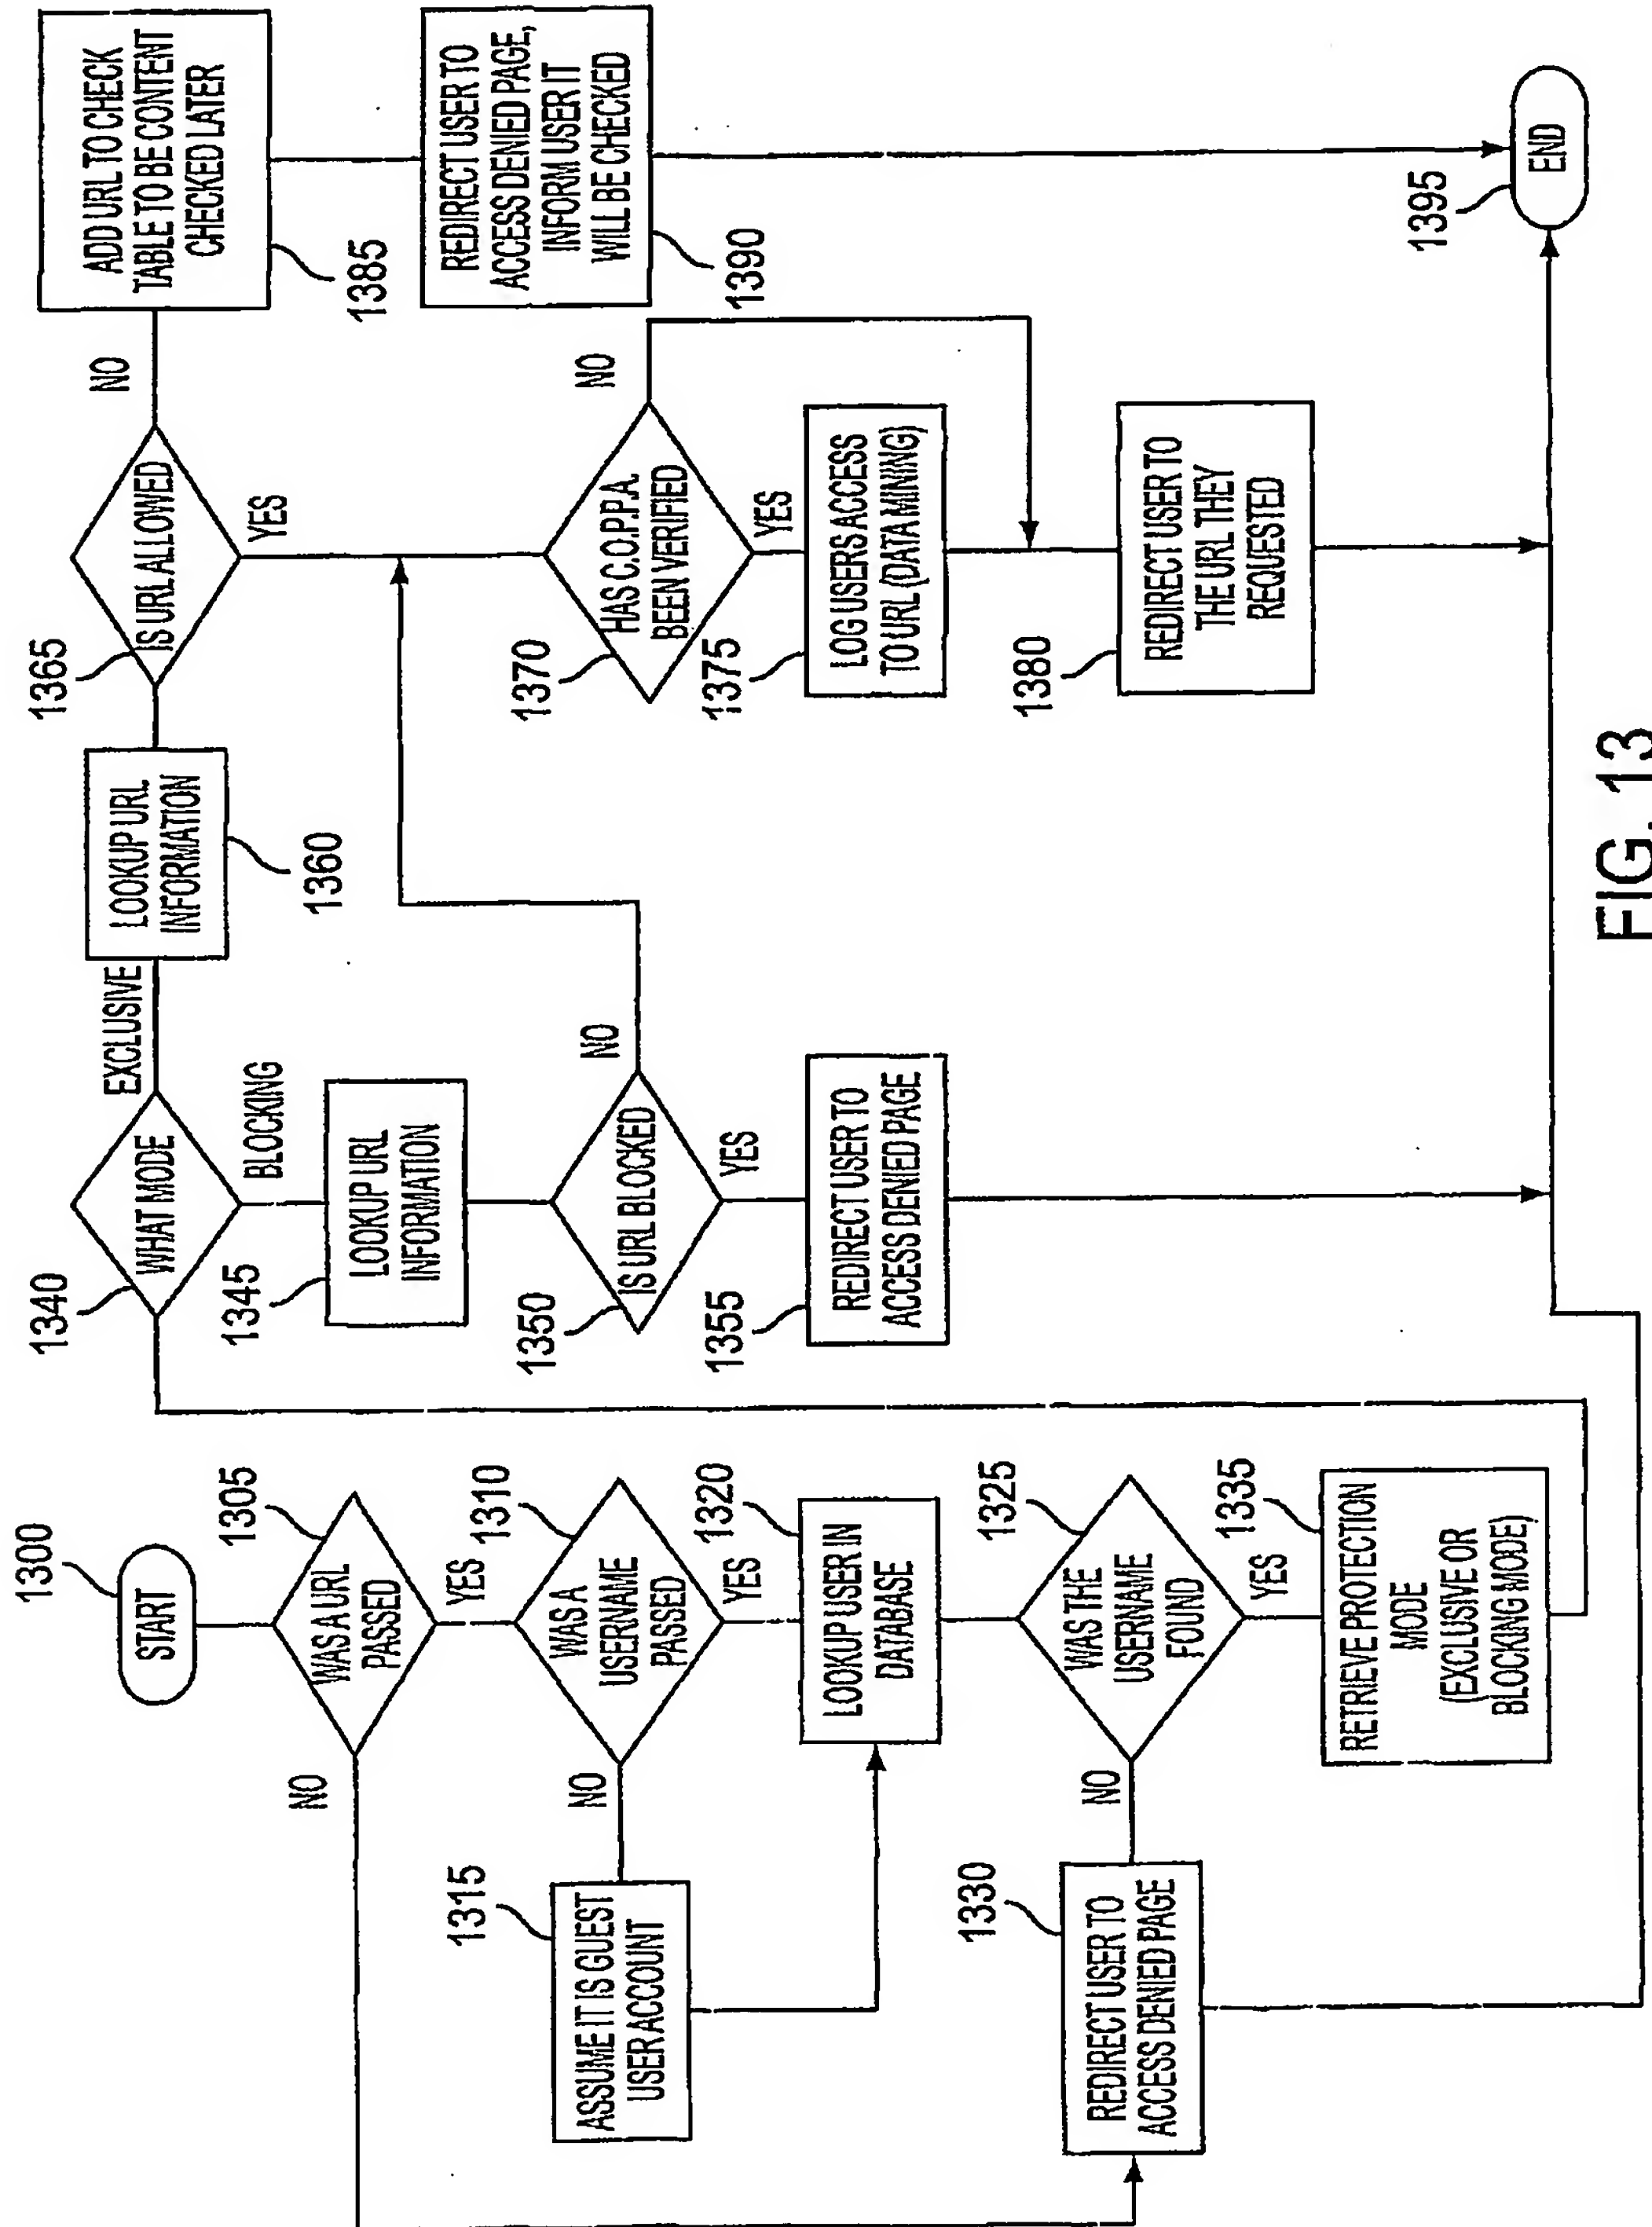 1300
START
1305
WAS A URL
PASSED
NO
YES
1310
WAS A
USERNAME
PASSED
NO
YES
1315
ASSUME IT IS GUEST
USER ACCOUNT
1320
LOOKUP USER IN
DATABASE
1325
WAS THE
USERNAME
FOUND
NO
YES
1330
REDIRECT USER TO
ACCESS DENIED PAGE
1335
RETRIEVE PROTECTION
MODE
(EXCLUSIVE OR
BLOCKING MODE)
1340
WHAT MODE
EXCLUSIVE
BLOCKING
1345
LOOKUP URL
INFORMATION
1350
IS URL BLOCKED
NO
YES
1355
REDIRECT USER TO
ACCESS DENIED PAGE
LOOKUP URL
INFORMATION
1360
1365
IS URL ALLOWED
NO
YES
1370
HAS C.O.P.P.A.
BEEN VERIFIED
NO
YES
1375
LOG USERS ACCESS
TO URL (DATA MINING)
1380
REDIRECT USER TO
THE URL THEY
REQUESTED
ADD URL TO CHECK
TABLE TO BE CONTENT
CHECKED LATER
1385
REDIRECT USER TO
ACCESS DENIED PAGE,
INFORM USER IT
WILL BE CHECKED
1390
1395
END
FIG. 13